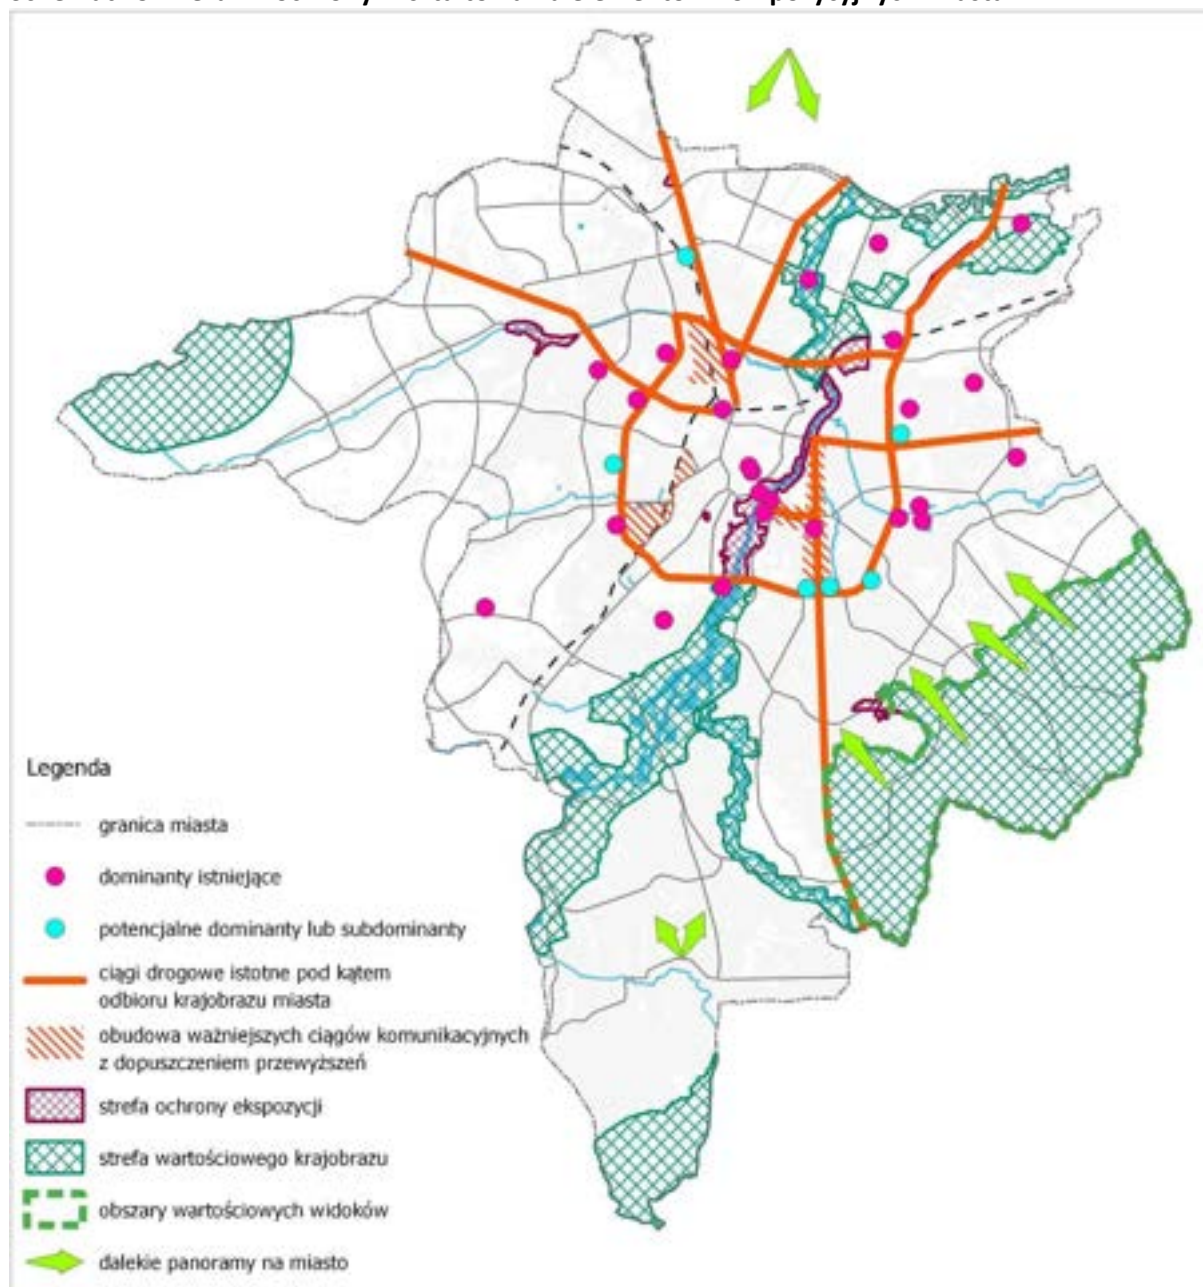 Legenda
granica miasta
dominanty istniejące
potencjalne dominanty lub subdominanty
ciągi drogowe istotne pod kątem
odbioru krajobrazu miasta
obudowa ważniejszych ciągów komunikacyjnych
z dopuszczeniem przewyższeń
strefa ochrony ekspozycji
strefa wartościowego krajobrazu
obszary wartościowych widoków
dalekie panoramy na miasto